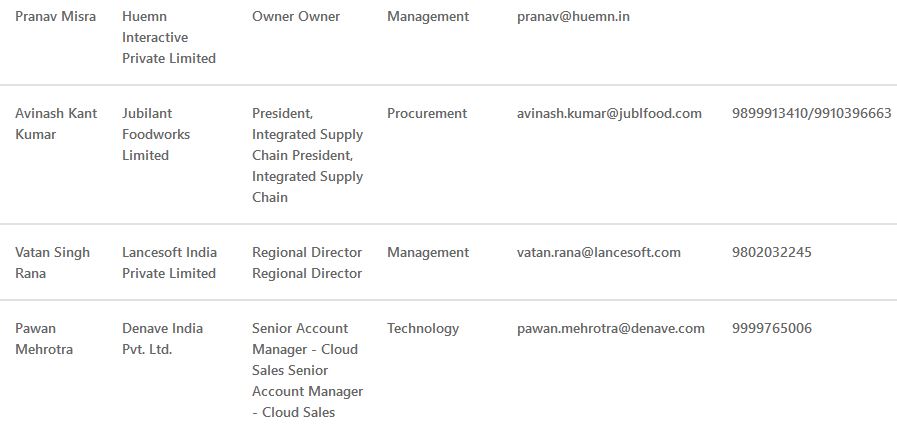 Pranav Misra Huemn Owner Owner Management pranav@huemn.in
Interactive
Private Limited
Avinash Kant Jubilant President, Procurement avinash.kumar@jublfood.com 9899913410/9910396663
Kumar Foodworks Integrated Supply
Limited Chain President,
Integrated Supply
Chain
Vatan Singh Lancesoft India Regional Director Management vatan.rana@lancesoft.com 9802032245
Rana Private Limited Regional Director
Pawan Denave India Senior Account Technology pawan.mehrotra@denave.com 9999765006
Mehrotra Pvt. Ltd. Manager - Cloud
Sales Senior
Account Manager
- Cloud Sales